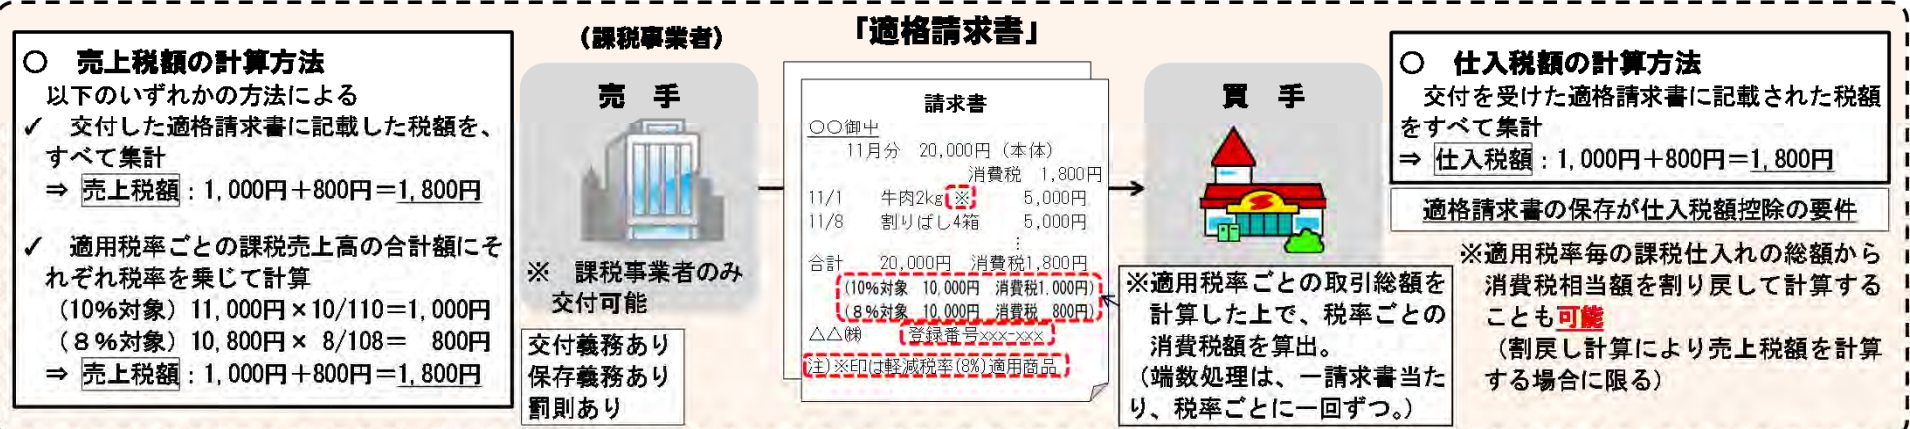 「適格請求書」
○　売上税額の計算方法
以下のいずれかの方法による
✓　交付した適格請求書に記載した税額を、
すべて集計
⇒ 売上税額：1,000円＋800円＝1,800円
✓　適用税率ごとの課税売上高の合計額にそ
れぞれ税率を乗じて計算
（10%対象）11,000円×10/110＝1,000円
（８％対象）10,800円× 8/108＝　800円
⇒ 売上税額：1,000円＋800円＝1,800円
（課税事業者）
売　手
※　課税事業者のみ
交付可能
交付義務あり
保存義務あり
罰則あり
請求書
○○御中
11月分　20,000円（本体）
消費税　1,800円
11/1　牛肉2kg ※　5,000円
11/8　割りばし4箱　5,000円
⋮
合計　20,000円　消費税1,800円
（10%対象　10,000円　消費税1,000円）
（８％対象　10,000円　消費税　800円）
△△㈱　登録番号xxx-xxx
注）※印は軽減税率(8%)適用商品
買　手
※適用税率ごとの取引総額を
計算した上で、税率ごとの
消費税額を算出。
（端数処理は、一請求書当た
り、税率ごとに一回ずつ。）
○　仕入税額の計算方法
交付を受けた適格請求書に記載された税額
をすべて集計
⇒ 仕入税額：1,000円＋800円＝1,800円
適格請求書の保存が仕入税額控除の要件
※適用税率毎の課税仕入れの総額から
消費税相当額を割り戻して計算する
ことも可能
（割戻し計算により売上税額を計算
する場合に限る）